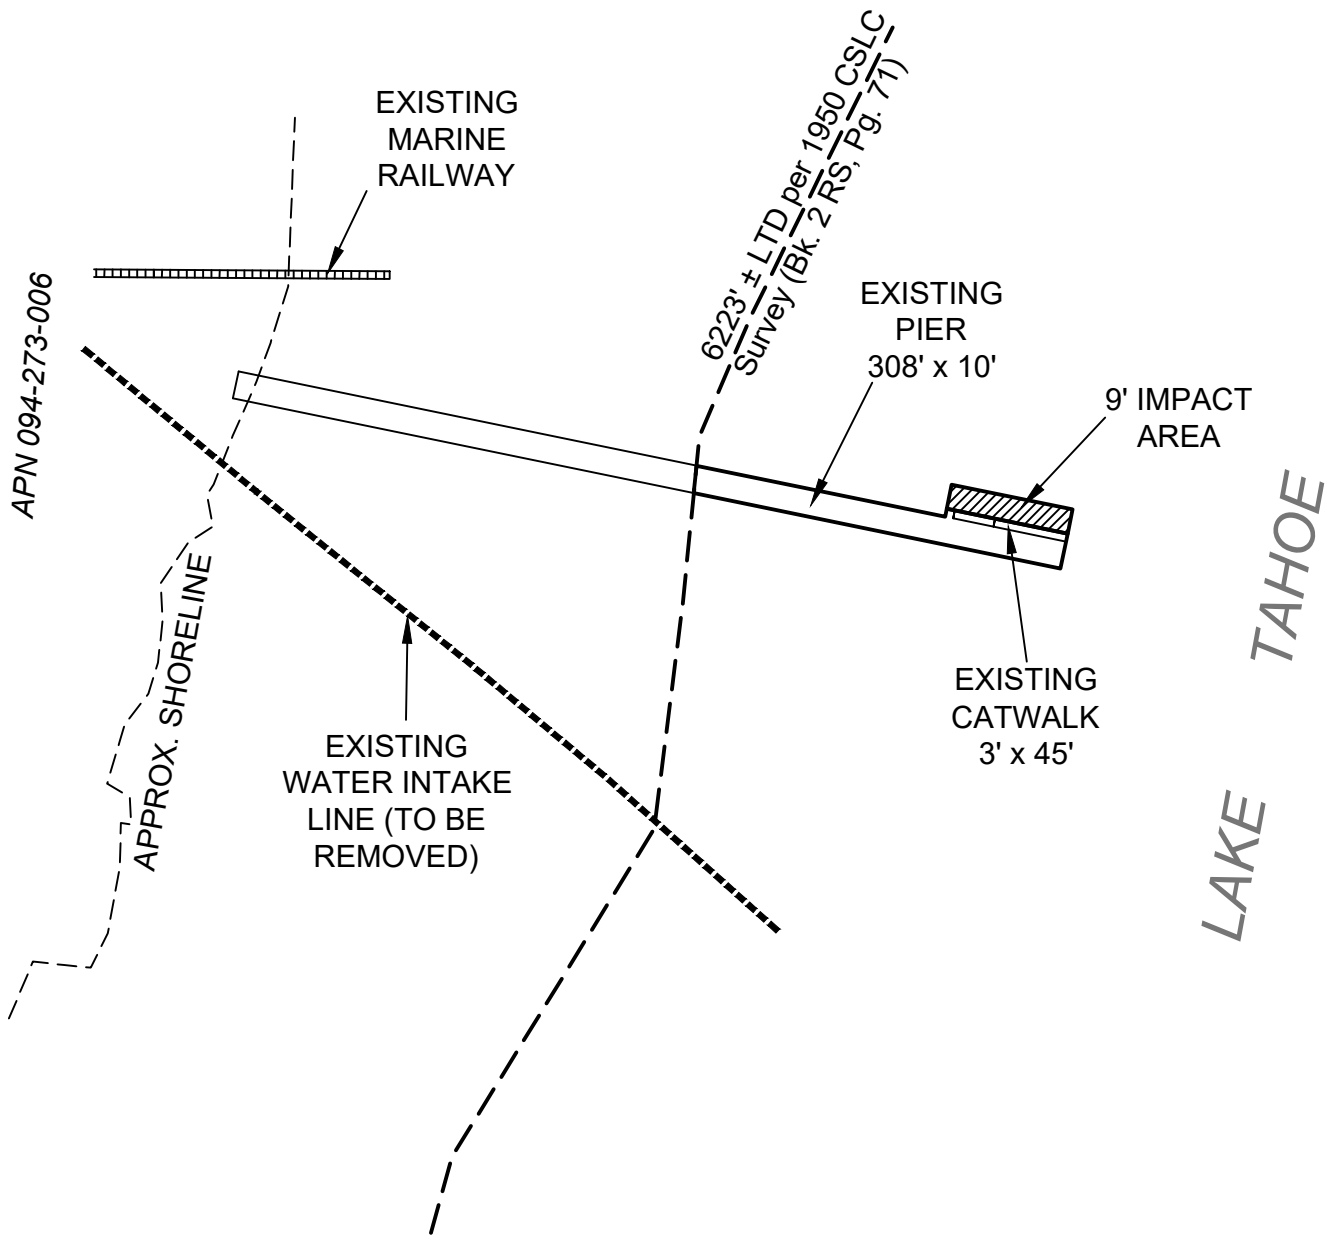 EXISTING
MARINE
RAILWAY
6223' ± LTD per 1950 CSLC
Survey (Bk. 2 RS, Pg. 71)
APN 094-273-006
EXISTING
PIER
308' x 10'
9' IMPACT
AREA
LAKE TAHOE
APPROX. SHORELINE
EXISTING
WATER INTAKE
LINE (TO BE
REMOVED)
EXISTING
CATWALK
3' x 45'